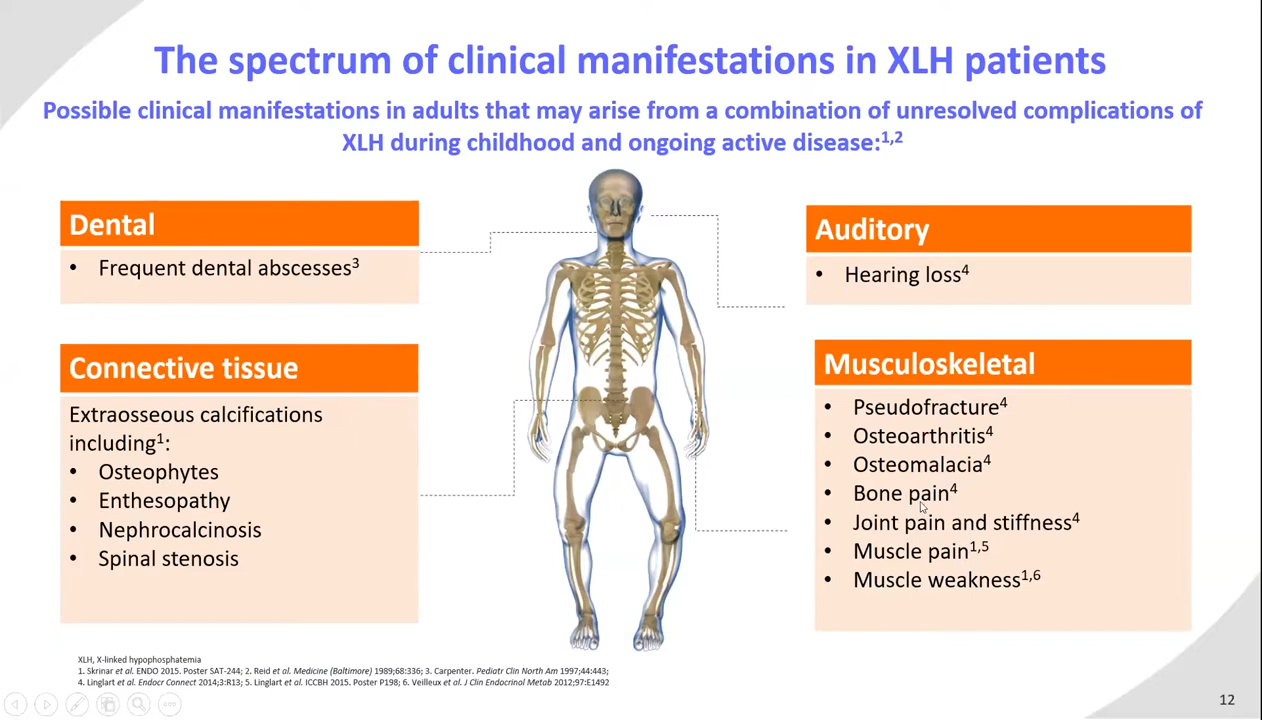 The spectrum of clinical manifestations in XLH patients
Possible clinical manifestations in adults that may arise from a combination of unresolved complications of
XLH during childhood and ongoing active disease:1,2
Dental
• Frequent dental abscesses3
Connective tissue
Extraosseous calcifications
including1:
• Osteophytes
• Enthesopathy
• Nephrocalcinosis
• Spinal stenosis
Auditory
• Hearing loss4
Musculoskeletal
• Pseudofracture4
• Osteoarthritis4
• Osteomalacia4
• Bone pain4
• Joint pain and stiffness4
• Muscle pain1,5
• Muscle weakness1,6
XLH, X-linked hypophosphatemia
1. Skrinar et al. ENDO 2015. Poster SAT-244; 2. Reid et al. Medicine (Baltimore) 1989;68:336; 3. Carpenter. Pediatr Clin North Am 1997;44:443;
4. Linglart et al. Endocr Connect 2014;3:R13; 5. Linglart et al. ICCBH 2015. Poster P198; 6. Veilleux et al. J Clin Endocrinol Metab 2012;97:E1492
12